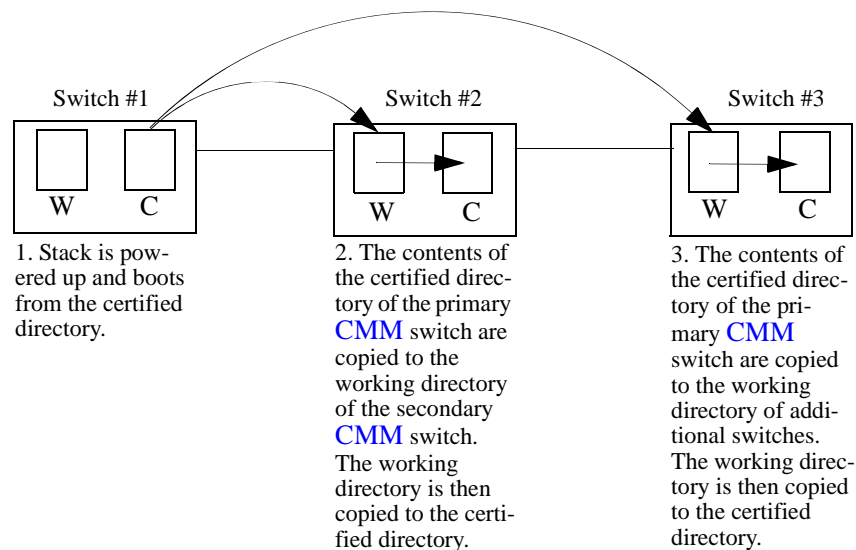 Switch #1
Switch #2
Switch #3
W
C
W
C
W
C
1. Stack is pow-
ered up and boots
from the certified
directory.
2. The contents of
the certified direc-
tory of the primary
CMM switch are
copied to the
working directory
of the secondary
CMM switch.
The working
directory is then
copied to the certi-
fied directory.
3. The contents of
the certified direc-
tory of the pri-
mary CMM
switch are copied
to the working
directory of addi-
tional switches.
The working direc-
tory is then copied
to the certified
directory.